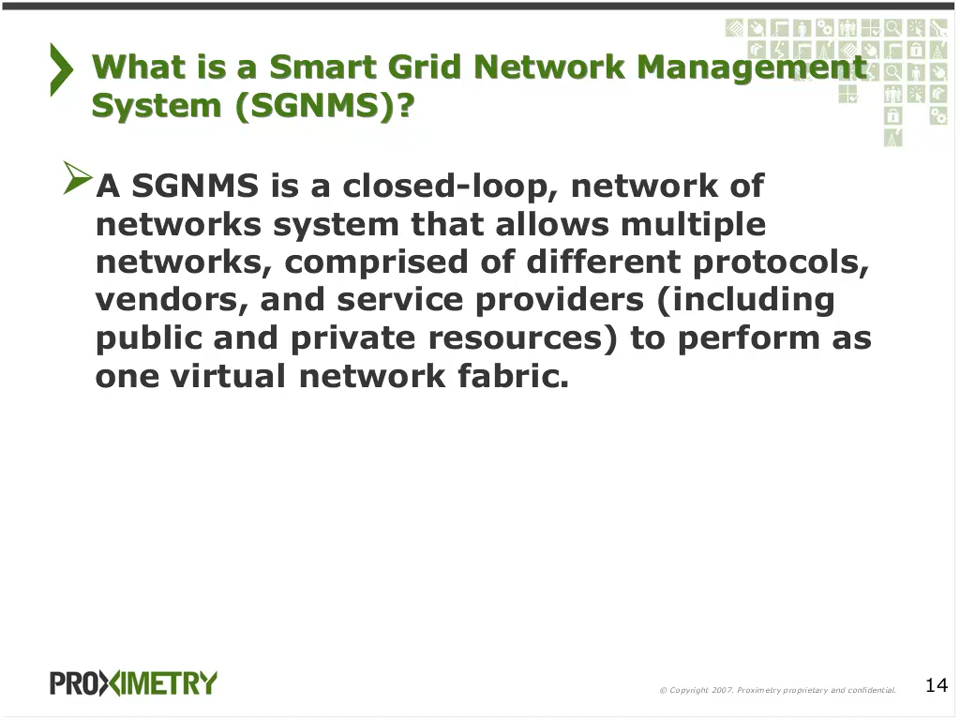 What is a Smart Grid Network Management
System (SGNMS)?
A SGNMS is a closed-loop, network of
networks system that allows multiple
networks, comprised of different protocols,
vendors, and service providers (including
public and private resources) to perform as
one virtual network fabric.
PROXIMETRY
© Copyright 2007. Proximetry proprietary and confidential.
14